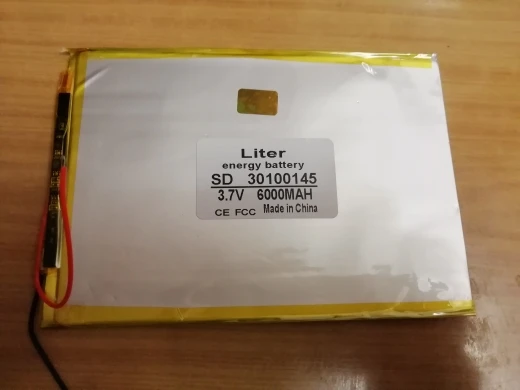 Liter
energy battery
SD 30100145
3.7V 6000MAH
CE FCC Made in China